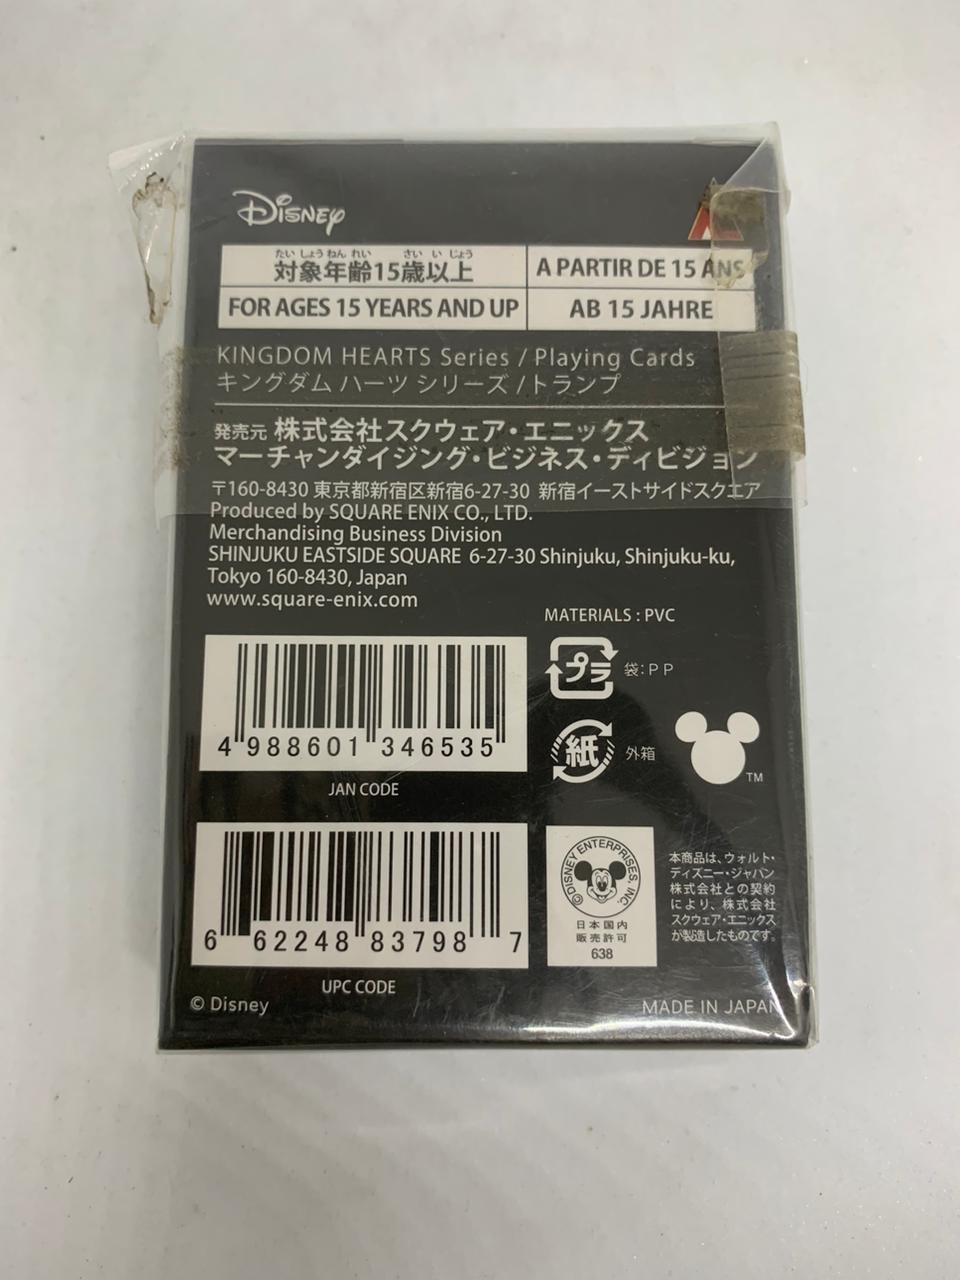 Disney
たいしょうねんれい さい いじょう
対象年齢15歳以上
A PARTIR DE 15 ANS
FOR AGES 15 YEARS AND UP
AB 15 JAHRE
KINGDOM HEARTS Series / Playing Cards
キングダム ハーツ シリーズ / トランプ
発売元 株式会社スクウェア・エニックス
マーチャンダイジング・ビジネス・ディビジョン
〒160-8430 東京都新宿区新宿6-27-30 新宿イーストサイドスクエア
Produced by SQUARE ENIX CO., LTD.
Merchandising Business Division
SHINJUKU EASTSIDE SQUARE 6-27-30 Shinjuku, Shinjuku-ku,
Tokyo 160-8430, Japan
www.square-enix.com
MATERIALS : PVC
プラ
袋:PP
4 988601 346535
JAN CODE
紙
外箱
TM
6 62248 83798 7
UPC CODE
©DISNEY ENTERPRISES, INC.
日本国内
販売許可
638
本商品は、ウォルト・
ディズニー・ジャパン
株式会社との契約
により、株式会社
スクウェア・エニックス
が製造したものです。
© Disney
MADE IN JAPAN